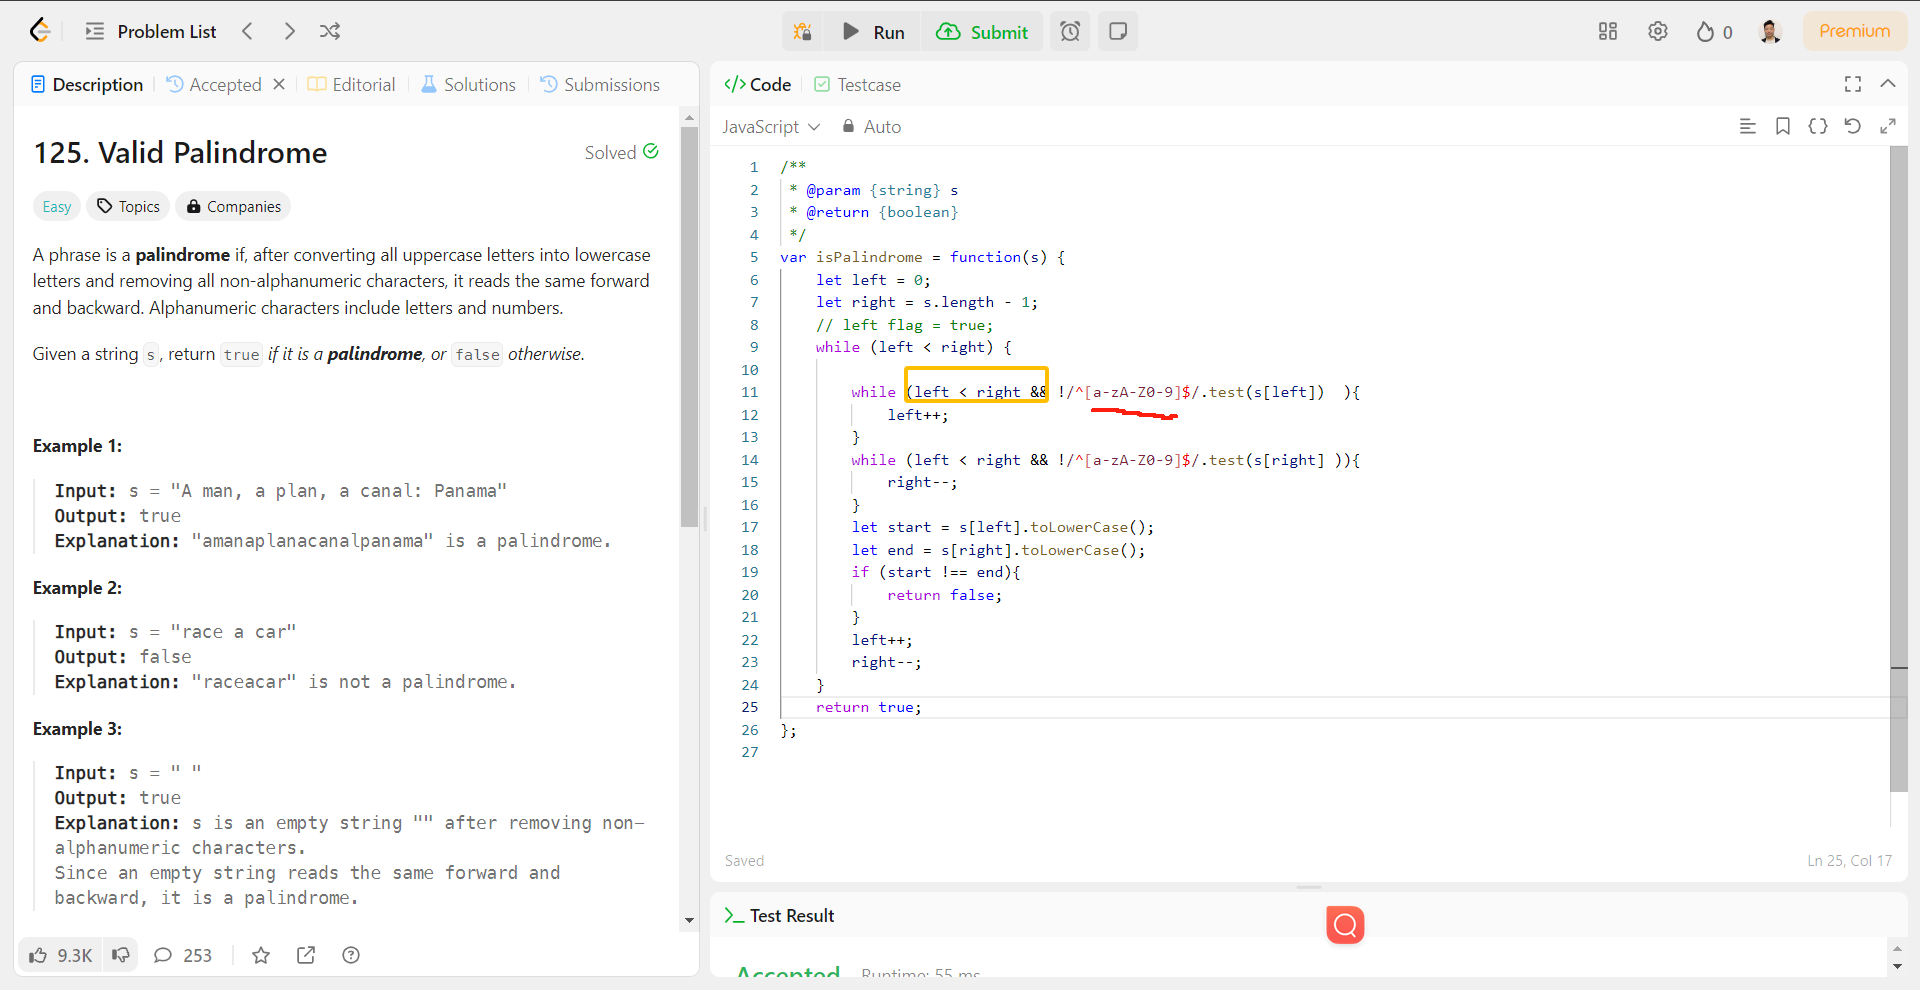 Problem List
Run
Submit
0
Premium
Description
Accepted
Editorial
Solutions
Submissions
125. Valid Palindrome
Solved
Easy
Topics
Companies
A phrase is a palindrome if, after converting all uppercase letters into lowercase
letters and removing all non-alphanumeric characters, it reads the same forward
and backward. Alphanumeric characters include letters and numbers.
Given a string s, return true if it is a palindrome, or false otherwise.
Example 1:
Input: s = "A man, a plan, a canal: Panama"
Output: true
Explanation: "amanaplanacanalpanama" is a palindrome.
Example 2:
Input: s = "race a car"
Output: false
Explanation: "raceacar" is not a palindrome.
Example 3:
Input: s = " "
Output: true
Explanation: s is an empty string "" after removing non-
alphanumeric characters.
Since an empty string reads the same forward and
backward, it is a palindrome.
9.3K
253
</> Code
Testcase
JavaScript
Auto
1 /**
2  * @param {string} s
3  * @return {boolean}
4  */
5 var isPalindrome = function(s) {
6     let left = 0;
7     let right = s.length - 1;
8     // left flag = true;
9     while (left < right) {
10
11         while (left < right && !/^[a-zA-Z0-9]$/.test(s[left])  ){
12             left++;
13         }
14         while (left < right && !/^[a-zA-Z0-9]$/.test(s[right] )){
15             right--;
16         }
17         let start = s[left].toLowerCase();
18         let end = s[right].toLowerCase();
19         if (start !== end){
20             return false;
21         }
22         left++;
23         right--;
24     }
25     return true;
26 };
27
Saved
Ln 25, Col 17
Test Result
Accepted
Runtime: 55 ms